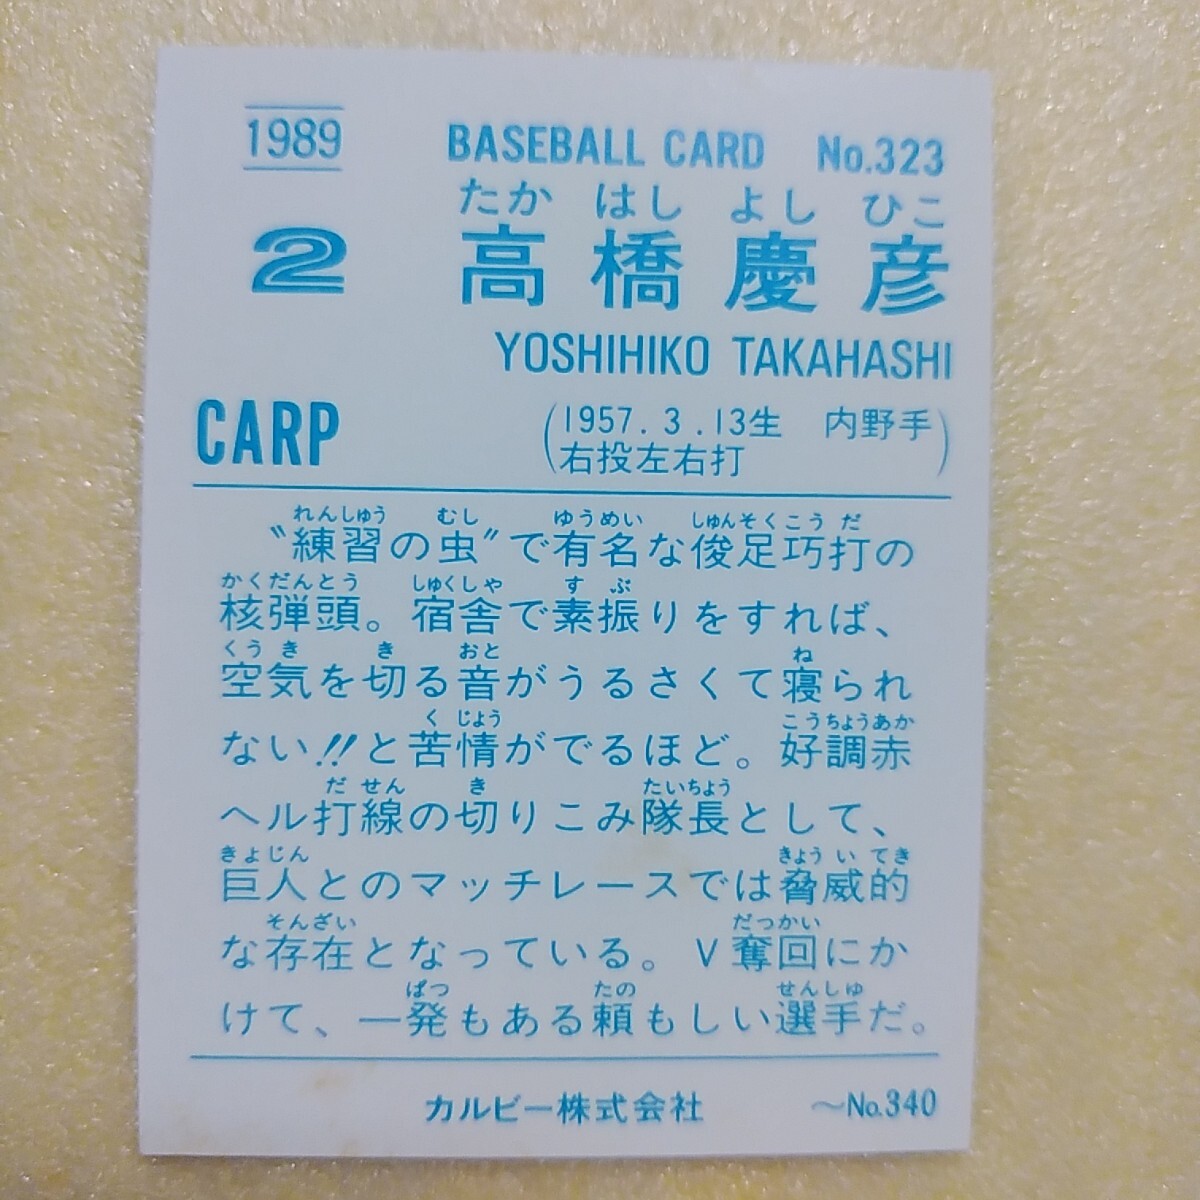 1989
BASEBALL CARD No.323
たか はし よし ひこ
2 高橋慶彦
YOSHIHIKO TAKAHASHI
CARP
(1957.3.13生 内野手
右投左右打)
れんしゅう むし ゆうめい しゅんそくこう だ
“練習の虫”で有名な俊足巧打の
かくだんとう しゅくしゃ す ぶ
核弾頭。宿舎で素振りをすれば、
くう き き おと ね
空気を切る音がうるさくて寝られ
く じょう こうちょうあか
ない!!と苦情がでるほど。好調赤
だ せん き たいちょう
ヘル打線の切りこみ隊長として、
きょじん きょう い てき
巨人とのマッチレースでは脅威的
そんざい だっかい
な存在となっている。V奪回にか
ぱつ たの せんしゅ
けて、一発もある頼もしい選手だ。
カルビー株式会社 〜No.340